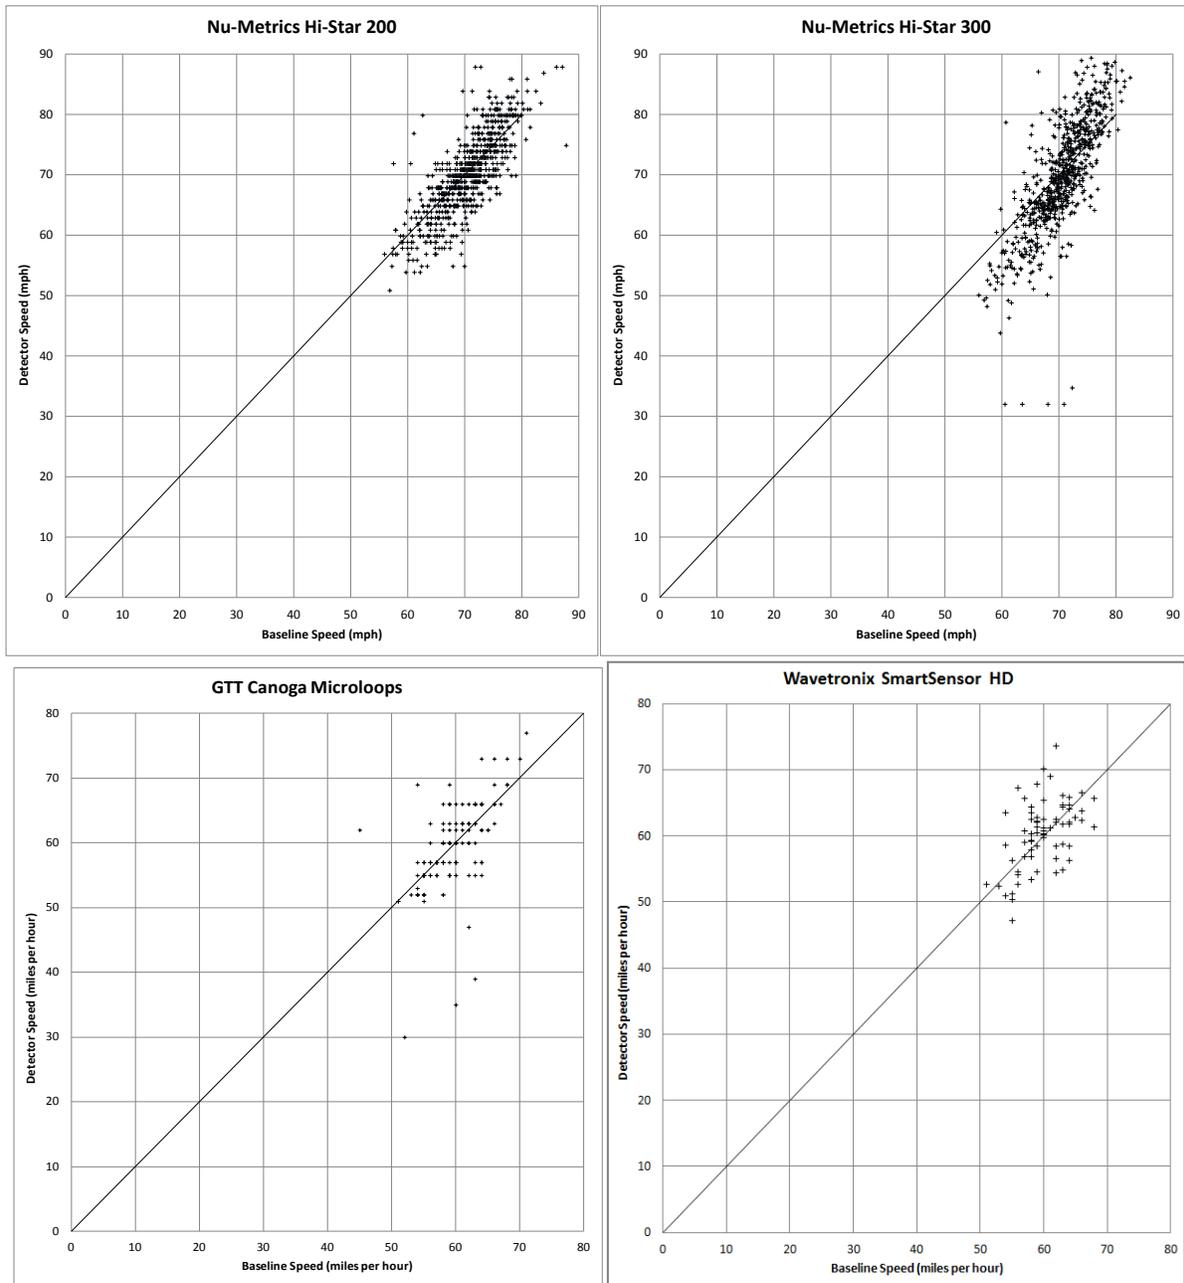 Nu-Metrics Hi-Star 200
90
80
70
60
50
40
30
20
10
0
0 10 20 30 40 50 60 70 80 90
Detector Speed (mph)
Baseline Speed (mph)
Nu-Metrics Hi-Star 300
90
80
70
60
50
40
30
20
10
0
0 10 20 30 40 50 60 70 80 90
Detector Speed (mph)
Baseline Speed (mph)
GTT Canoga Microloops
80
70
60
50
40
30
20
10
0
0 10 20 30 40 50 60 70 80
Detector Speed (miles per hour)
Baseline Speed (miles per hour)
Wavetronix SmartSensor HD
80
70
60
50
40
30
20
10
0
0 10 20 30 40 50 60 70 80
Detector Speed (miles per hour)
Baseline Speed (miles per hour)